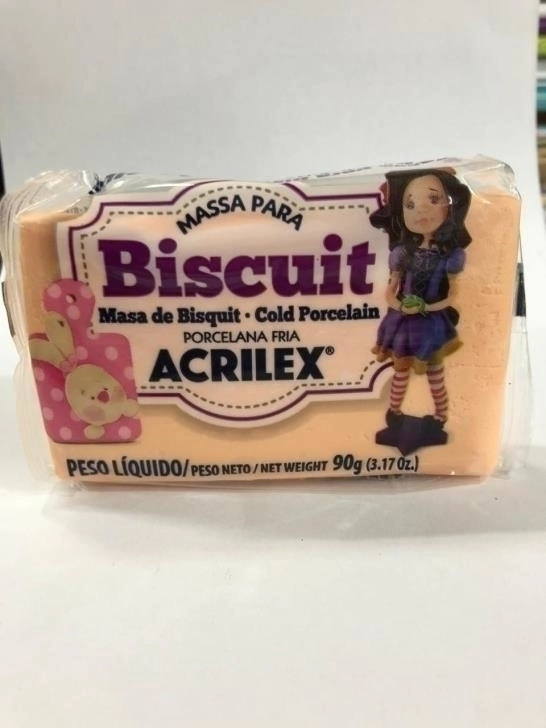 MASSA PARA
Biscuit
Masa de Bisquit • Cold Porcelain
PORCELANA FRIA
ACRILEX®
PESO LÍQUIDO/PESO NETO/NET WEIGHT 90g (3.17 Oz.)